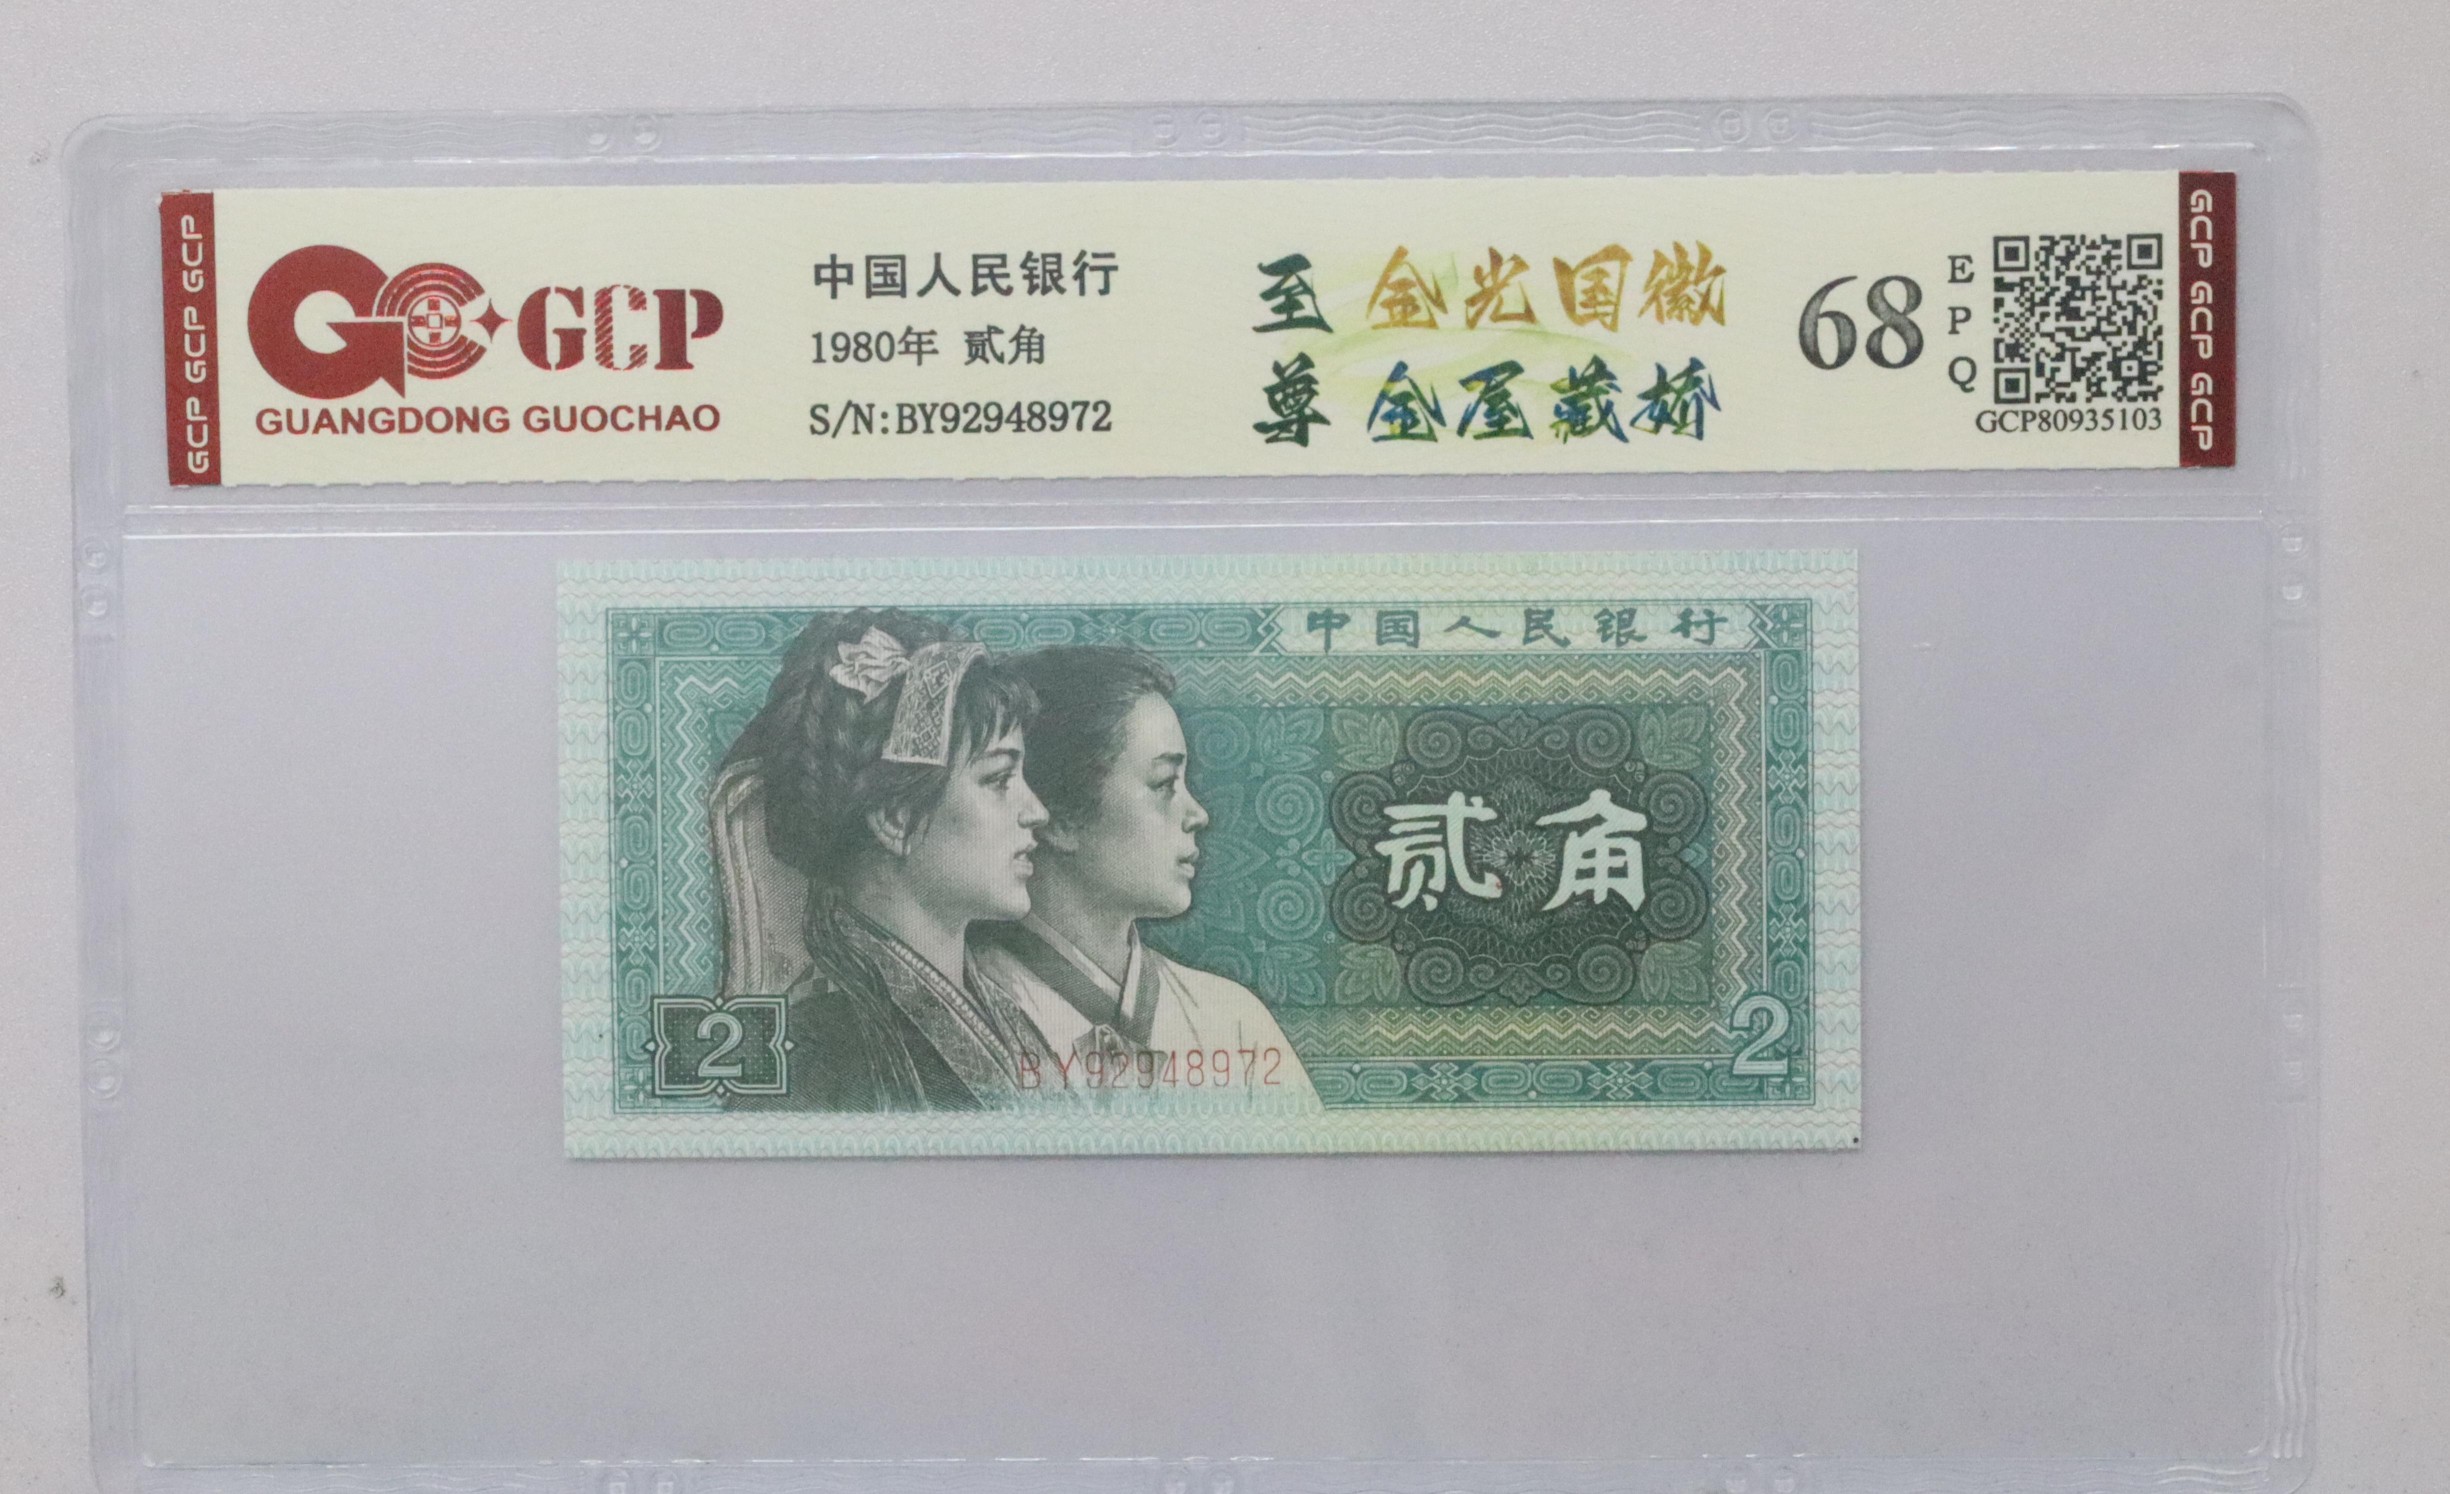 GCP GCP GCP
GCP
GUANGDONG GUOCHAO
中国人民银行
1980年 贰角
S/N:BY92948972
至尊
金光国徽
金屋藏娇
68
EPQ
GCP80935103
GCP GCP GCP
中国人民银行
贰角
2
BY92948972
2